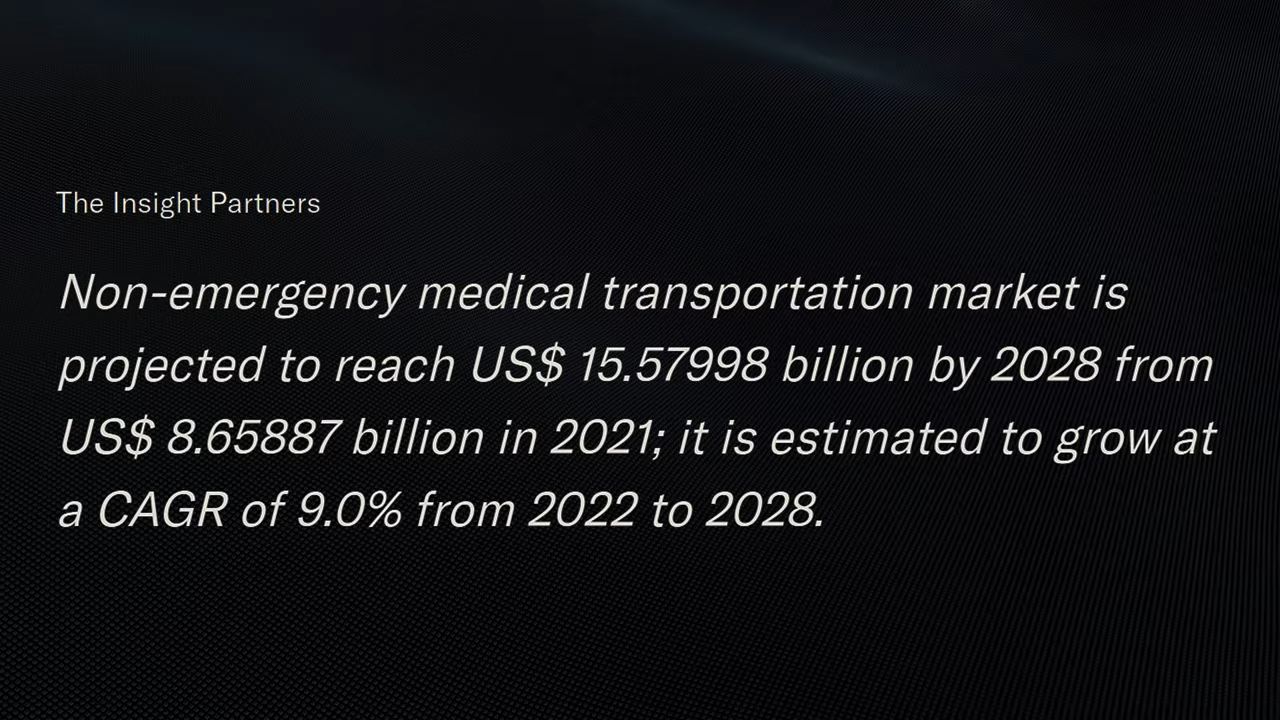 The Insight Partners
Non-emergency medical transportation market is
projected to reach US$ 15.57998 billion by 2028 from
US$ 8.65887 billion in 2021; it is estimated to grow at
a CAGR of 9.0% from 2022 to 2028.